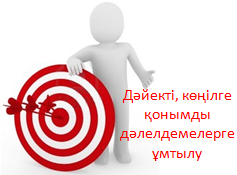 Дәйекті, көңілге
қонымды
дәлелдемелерге
ұмтылу